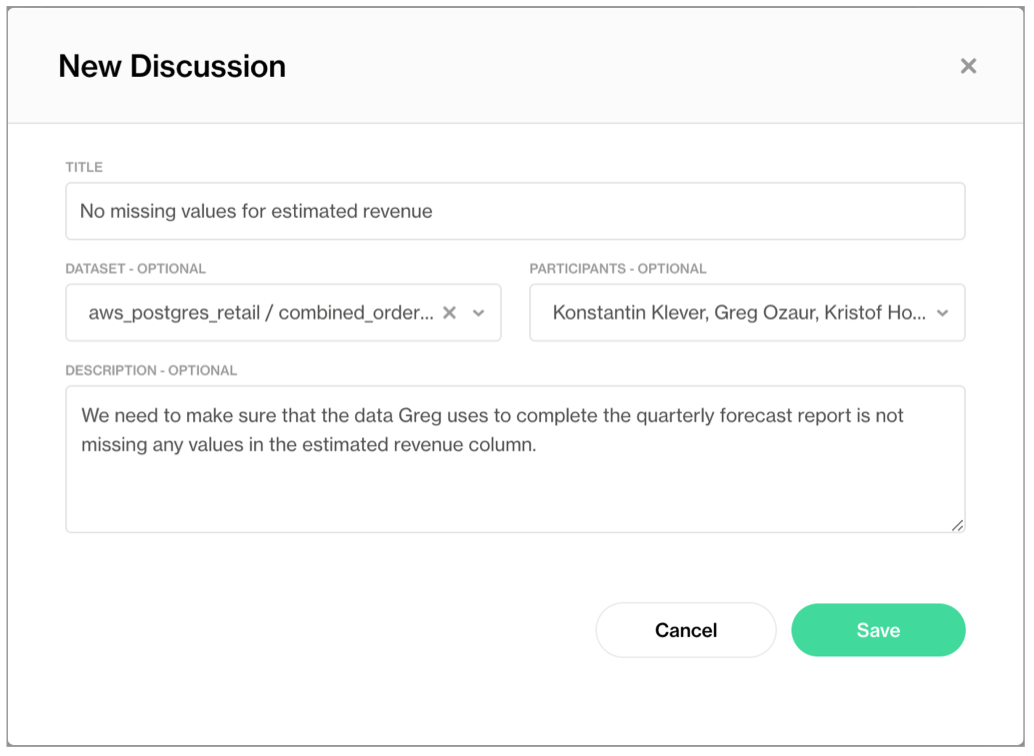 New Discussion
TITLE
No missing values for estimated revenue
DATASET - OPTIONAL
PARTICIPANTS - OPTIONAL
aws_postgres_retail / combined_order...
Konstantin Klever, Greg Ozaur, Kristof Ho...
DESCRIPTION - OPTIONAL
We need to make sure that the data Greg uses to complete the quarterly forecast report is not
missing any values in the estimated revenue column.
Cancel
Save